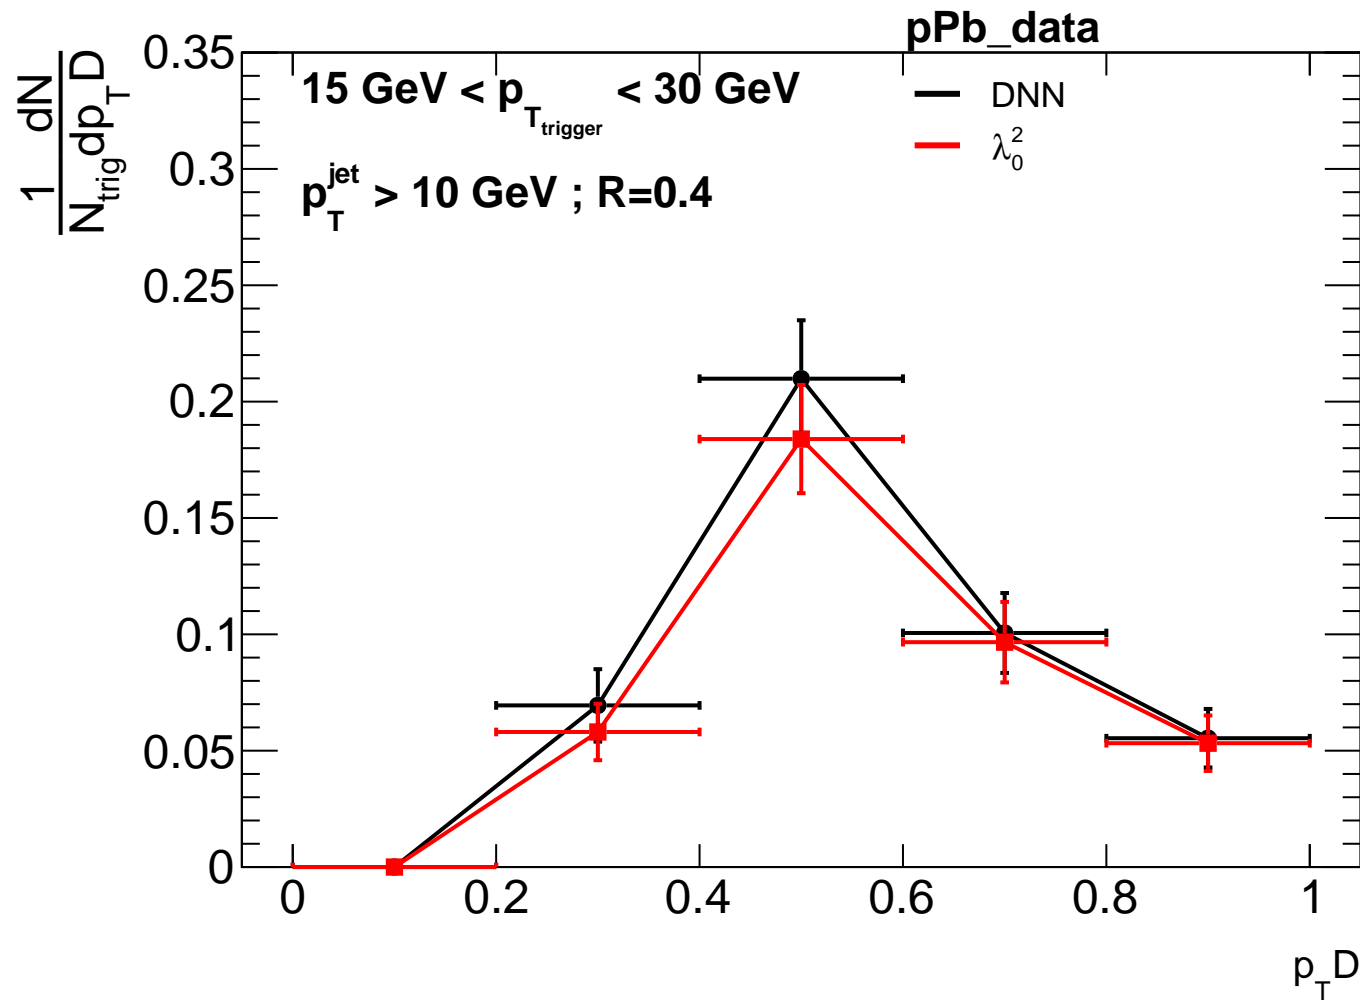 pPb_data
1
dN
N_trig dp_T D
15 GeV < p_T_trigger < 30 GeV
p_T^jet > 10 GeV ; R=0.4
DNN
λ_0^2
0.35
0.3
0.25
0.2
0.15
0.1
0.05
0
0 0.2 0.4 0.6 0.8 1
p_T D